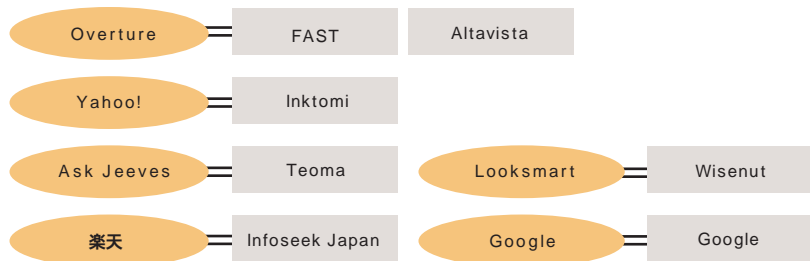 Overture FAST Altavista
Yahoo! Inktomi
Ask Jeeves Teoma Looksmart Wisenut
楽天 Infoseek Japan Google Google